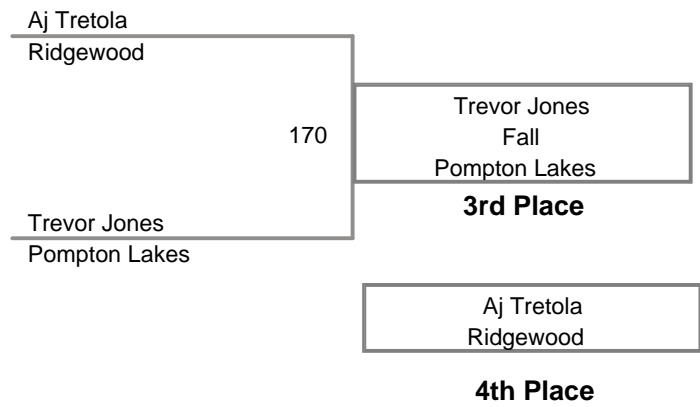 Aj Tretola
Ridgewood
170
Trevor Jones
Fall
Pompton Lakes
3rd Place
Trevor Jones
Pompton Lakes
Aj Tretola
Ridgewood
4th Place